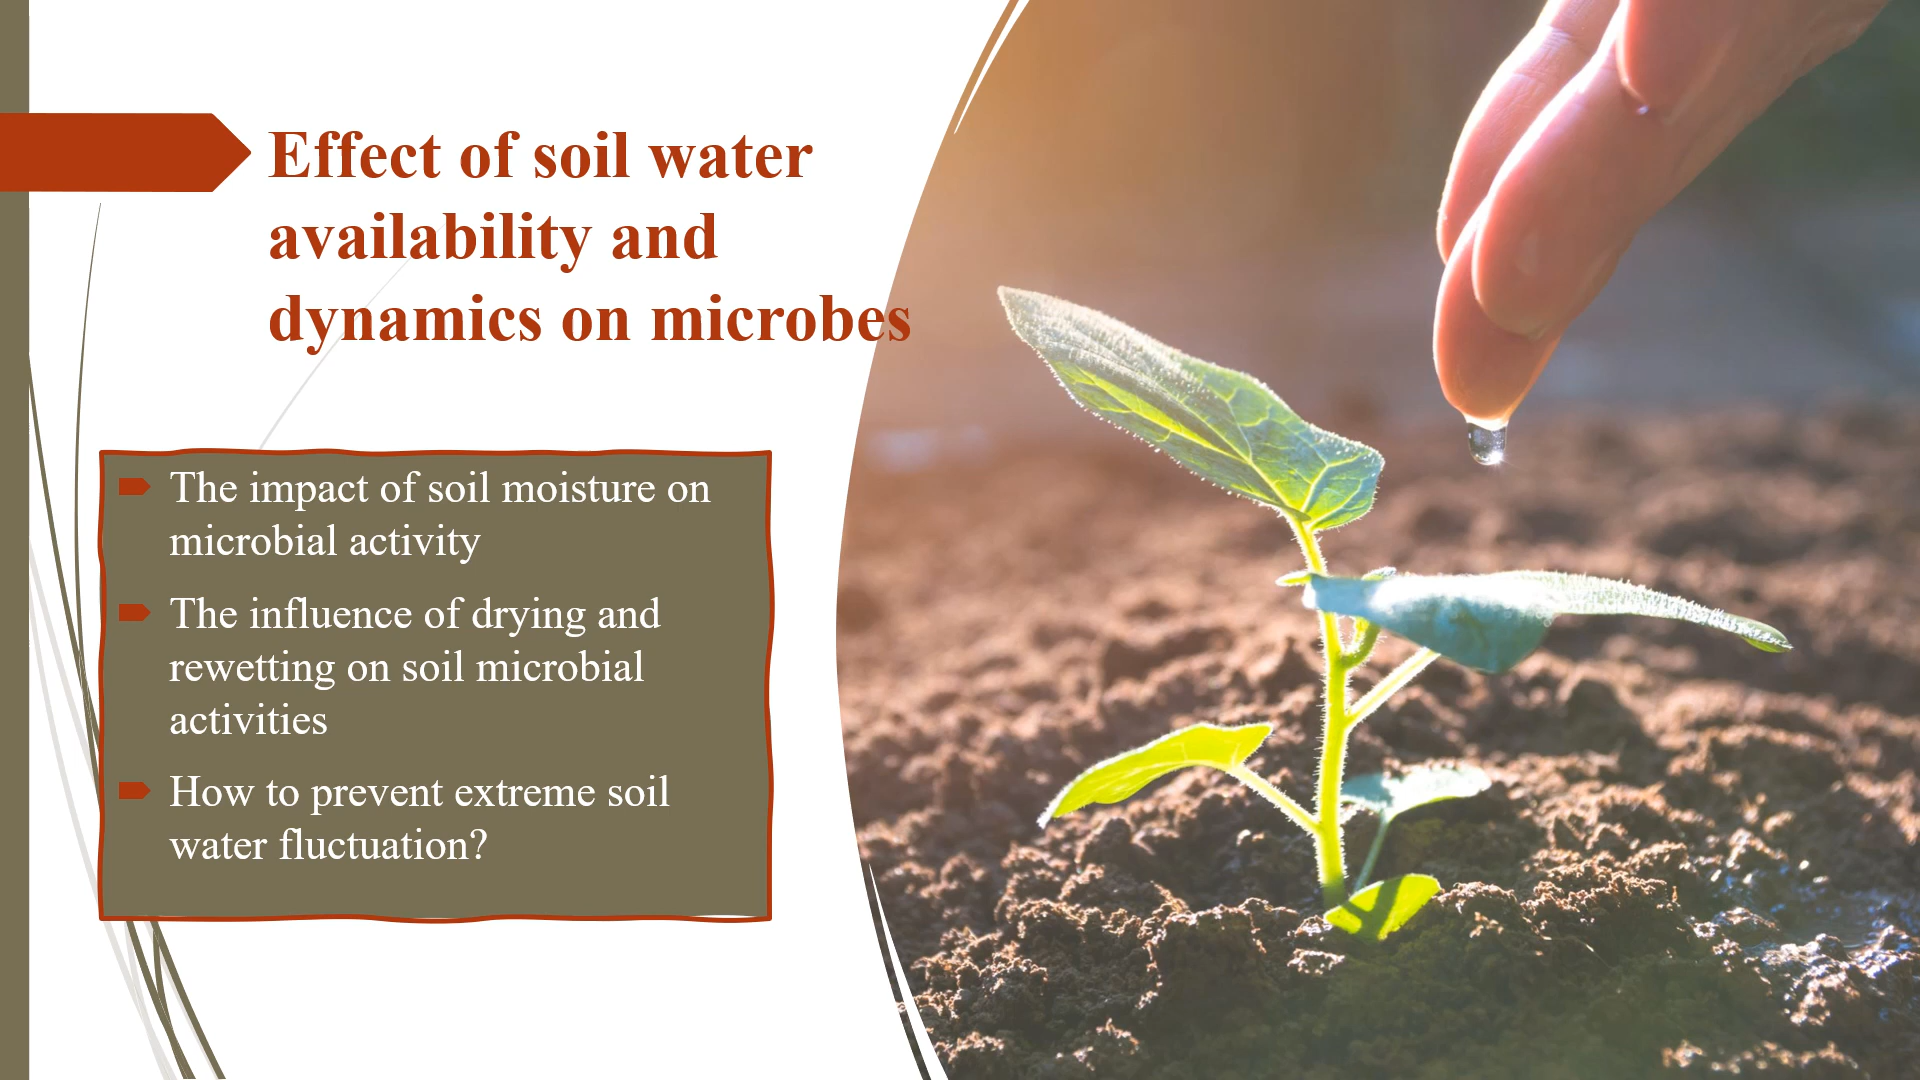 Effect of soil water
availability and
dynamics on microbes
The impact of soil moisture on
microbial activity
The influence of drying and
rewetting on soil microbial
activities
How to prevent extreme soil
water fluctuation?